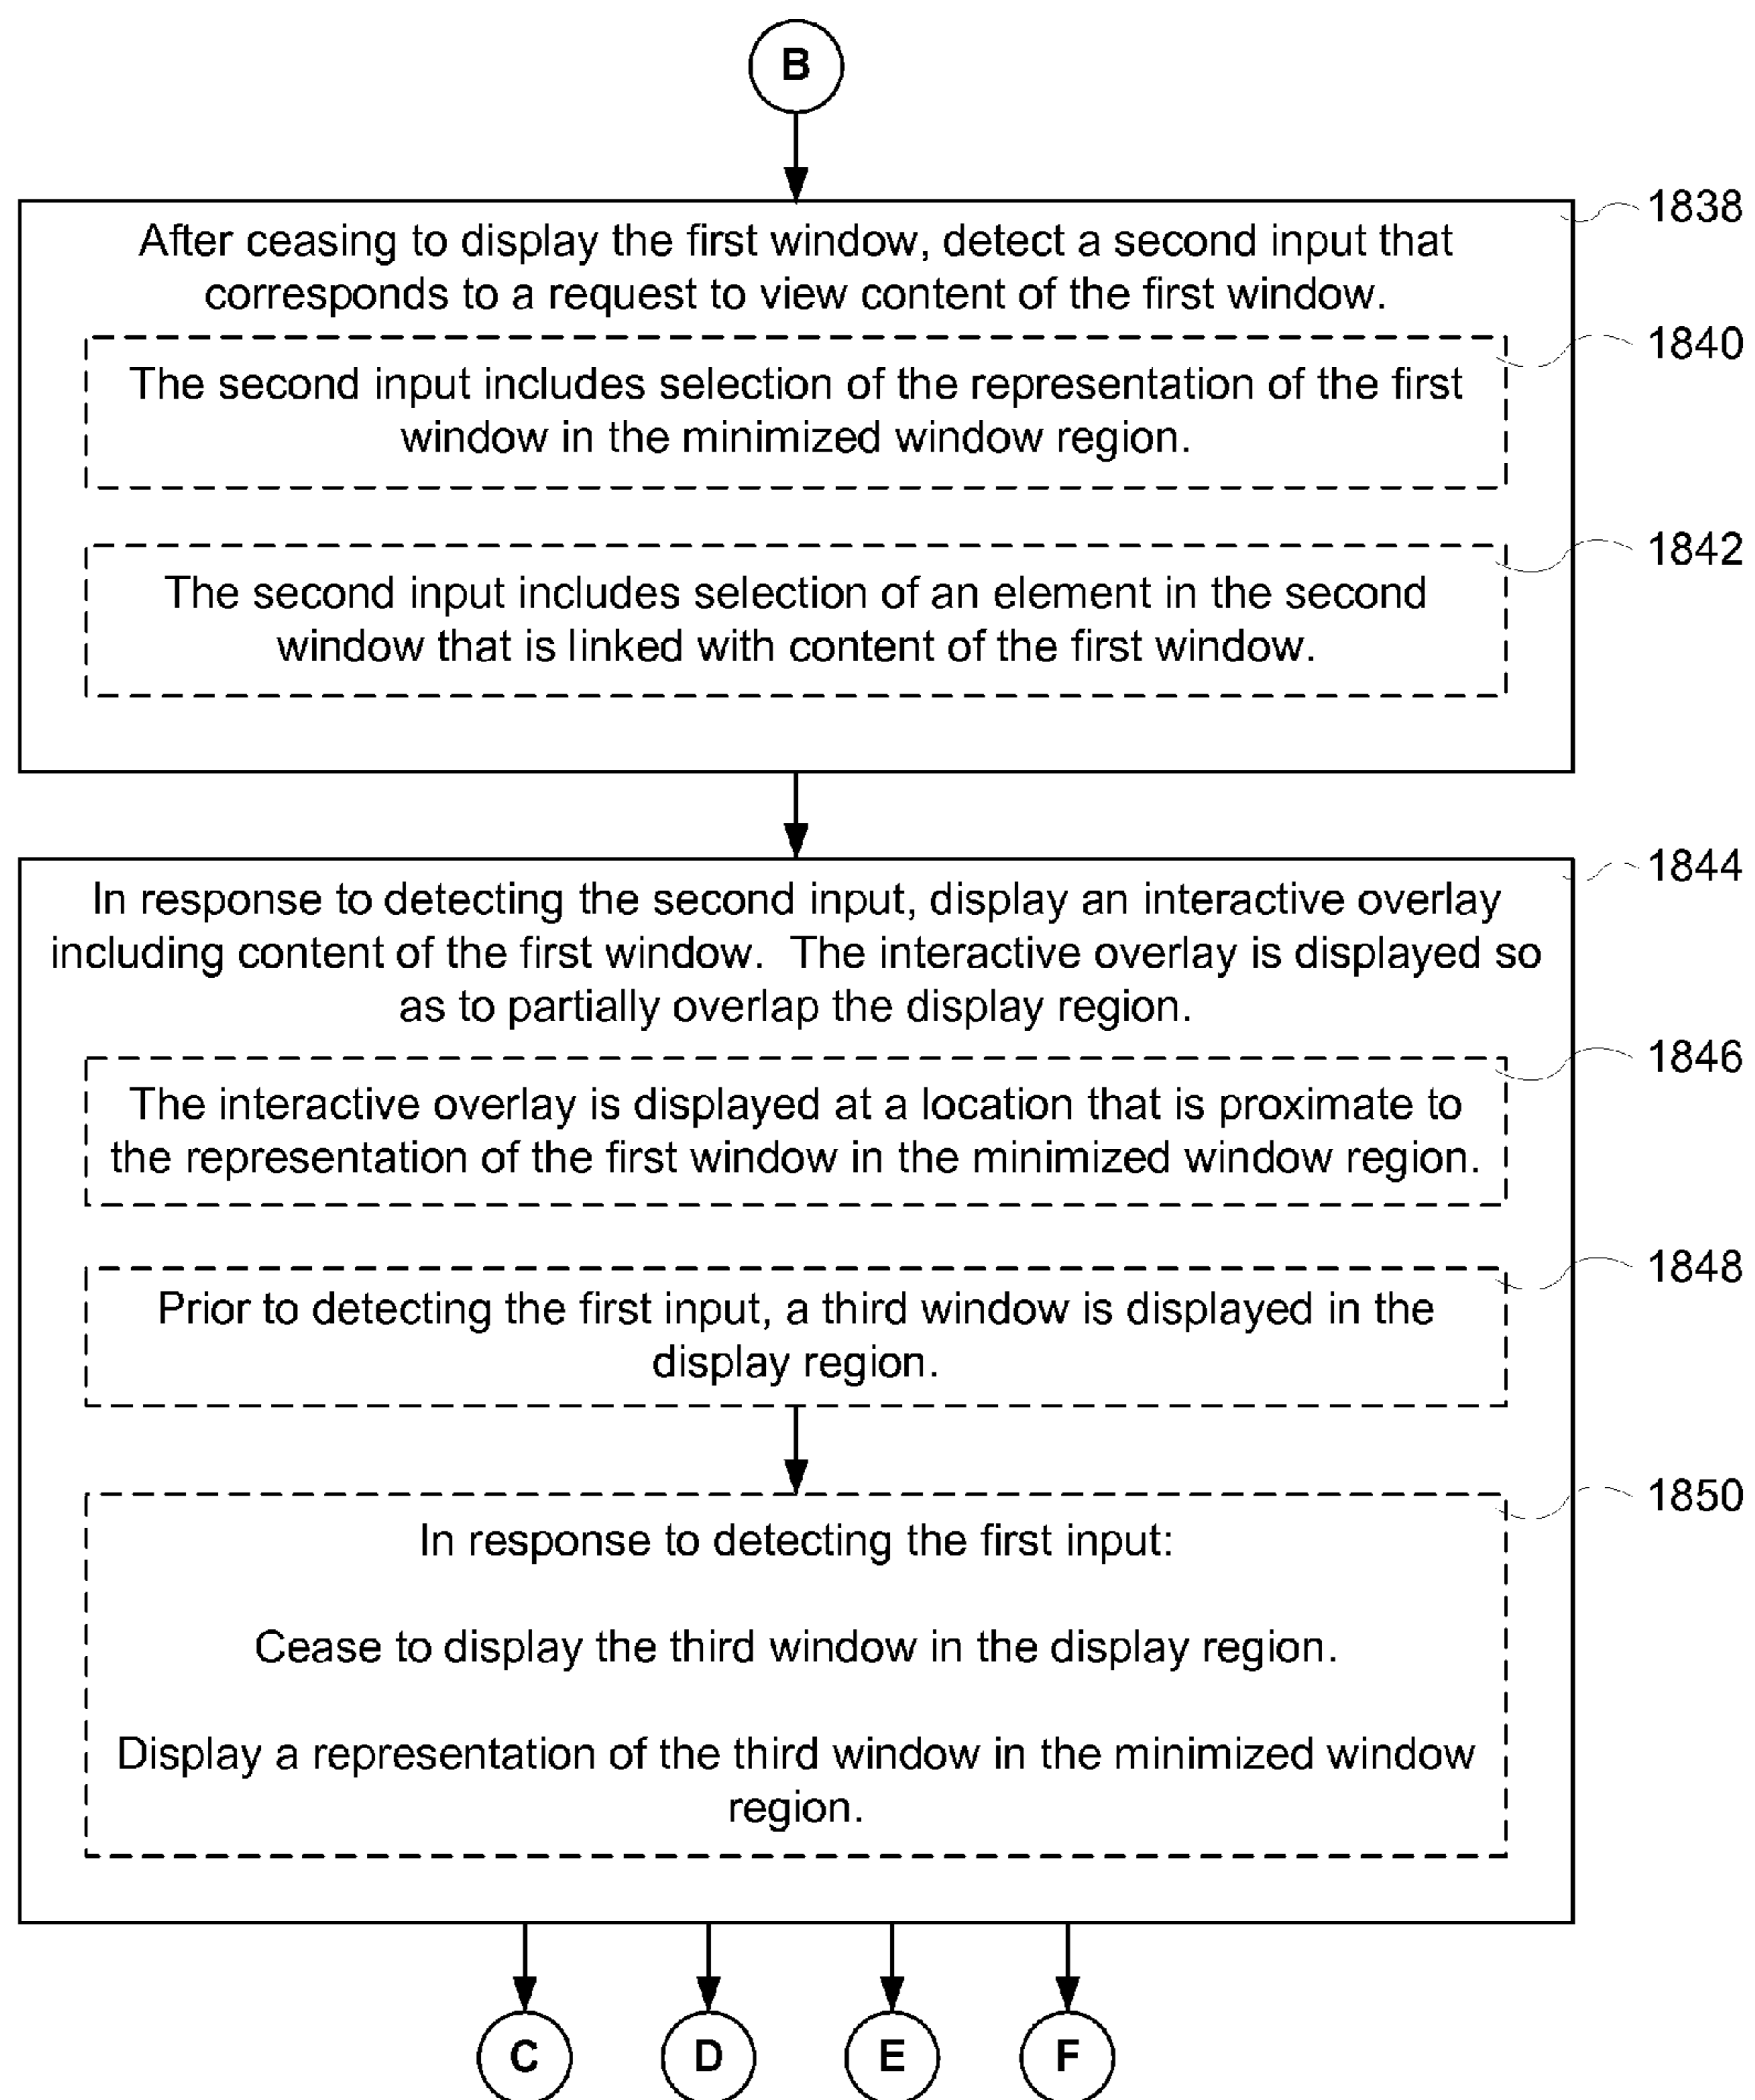 B
1838
After ceasing to display the first window, detect a second input that
corresponds to a request to view content of the first window.
1840
The second input includes selection of the representation of the first
window in the minimized window region.
1842
The second input includes selection of an element in the second
window that is linked with content of the first window.
1844
In response to detecting the second input, display an interactive overlay
including content of the first window.  The interactive overlay is displayed so
as to partially overlap the display region.
1846
The interactive overlay is displayed at a location that is proximate to
the representation of the first window in the minimized window region.
1848
Prior to detecting the first input, a third window is displayed in the
display region.
1850
In response to detecting the first input:
Cease to display the third window in the display region.
Display a representation of the third window in the minimized window
region.
C D E F